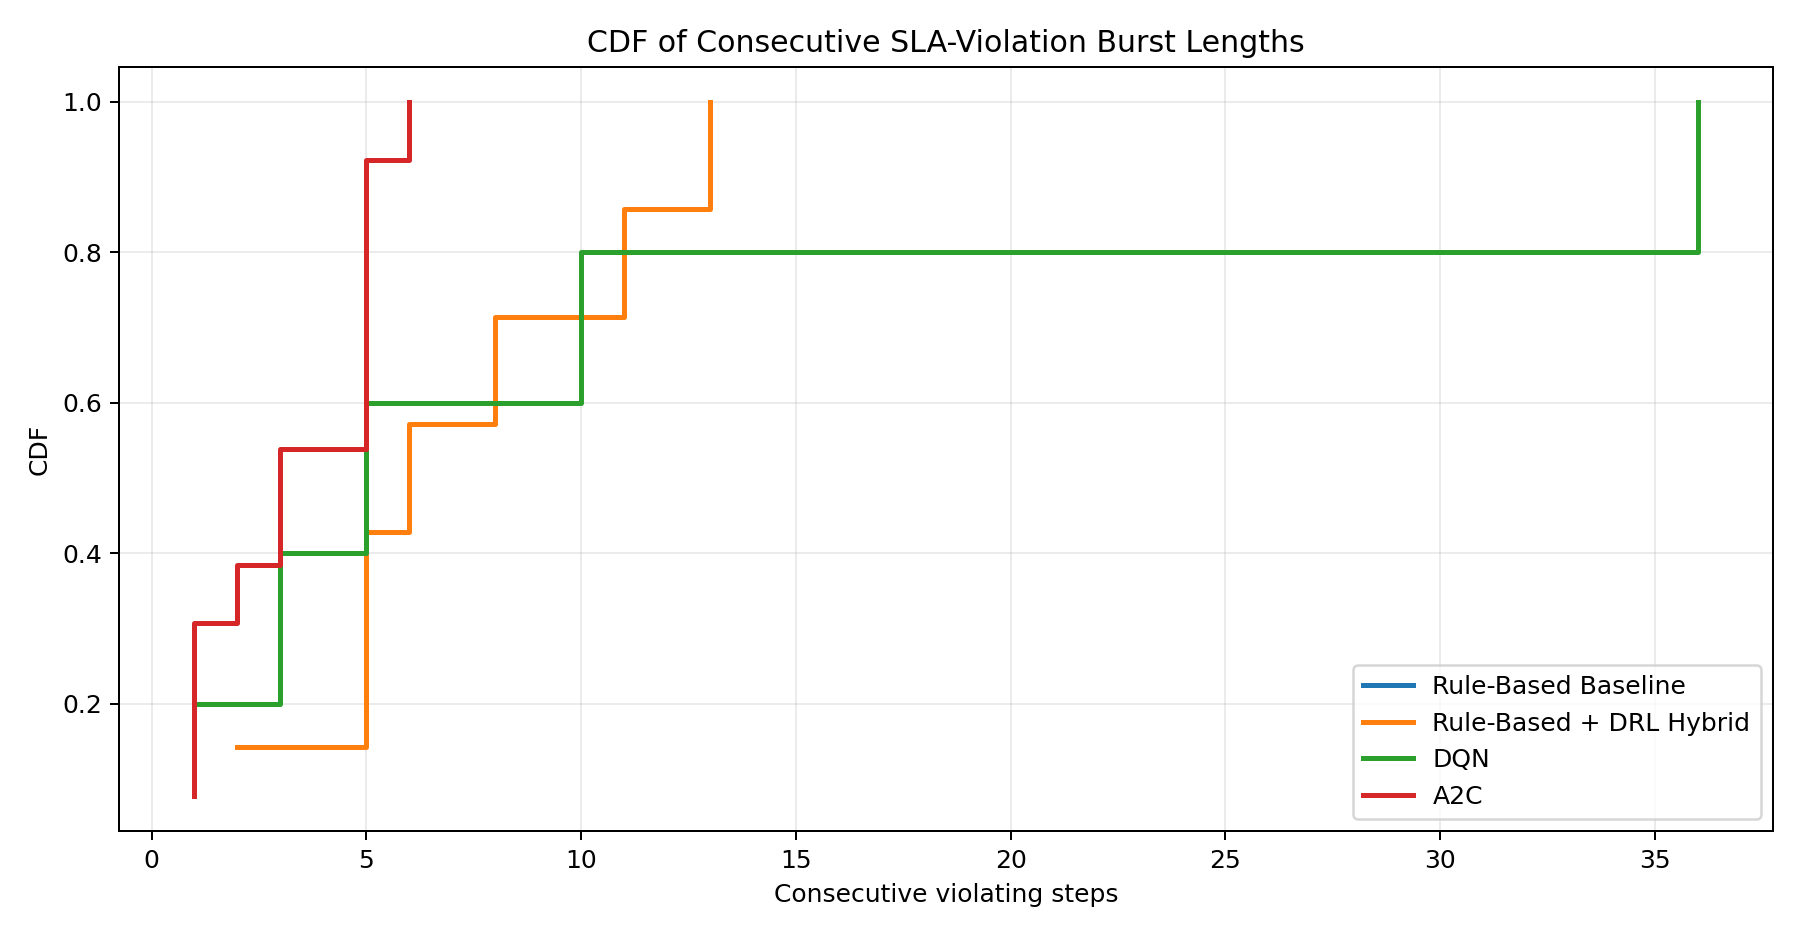 CDF of Consecutive SLA-Violation Burst Lengths
1.0
0.8
0.6
0.4
0.2
CDF
0 5 10 15 20 25 30 35
Consecutive violating steps
Rule-Based Baseline
Rule-Based + DRL Hybrid
DQN
A2C